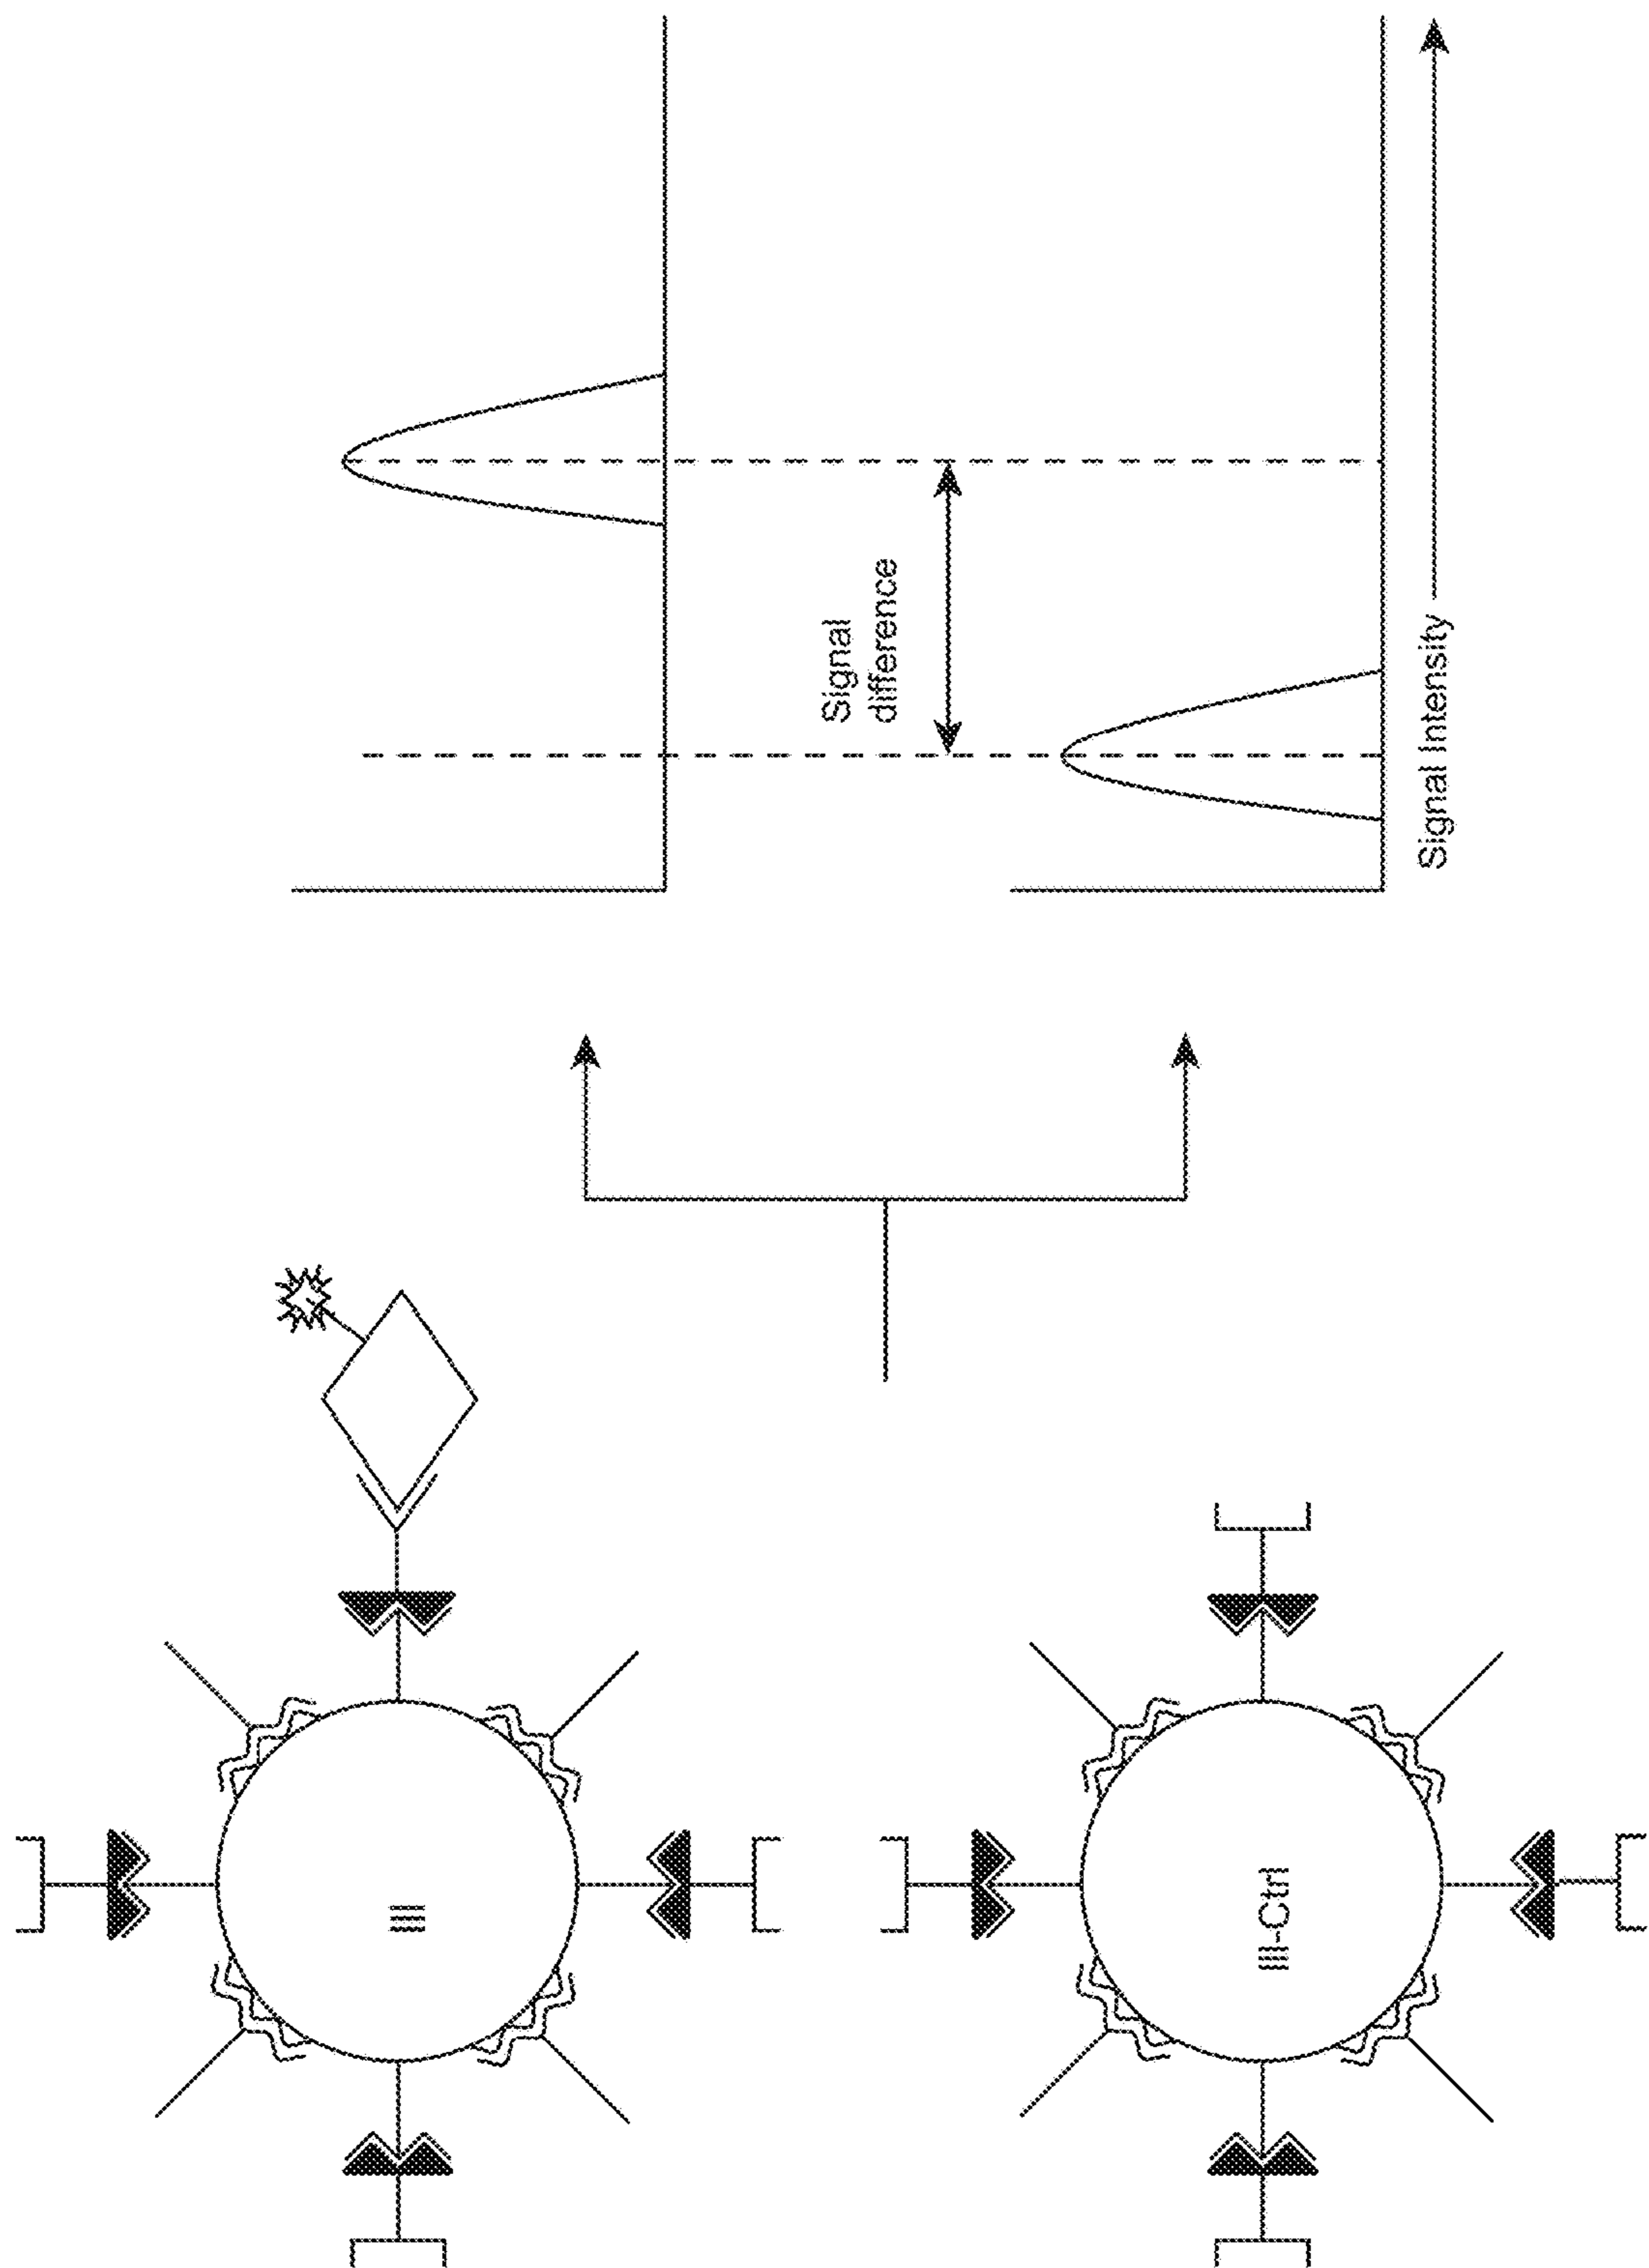 III
III-Ctrl
Signal
difference
Signal Intensity